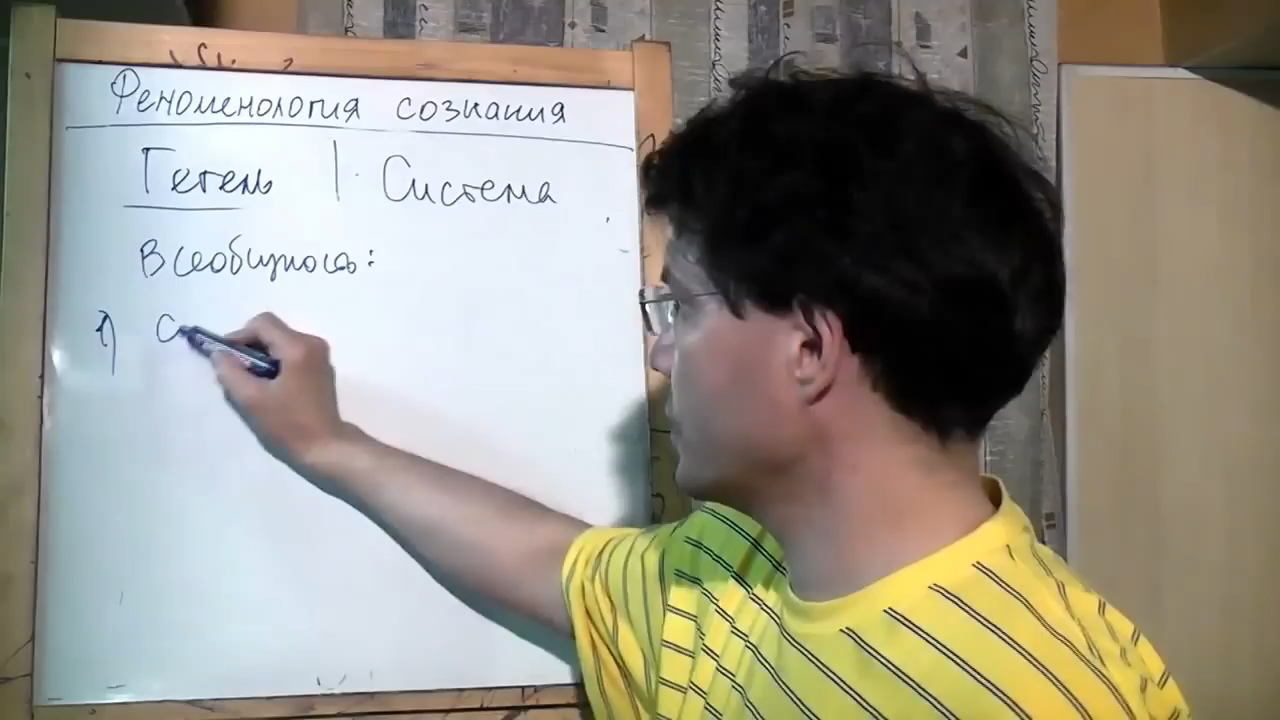 Феноменология сознания
Гегель | Система
Всеобщность:
1) С